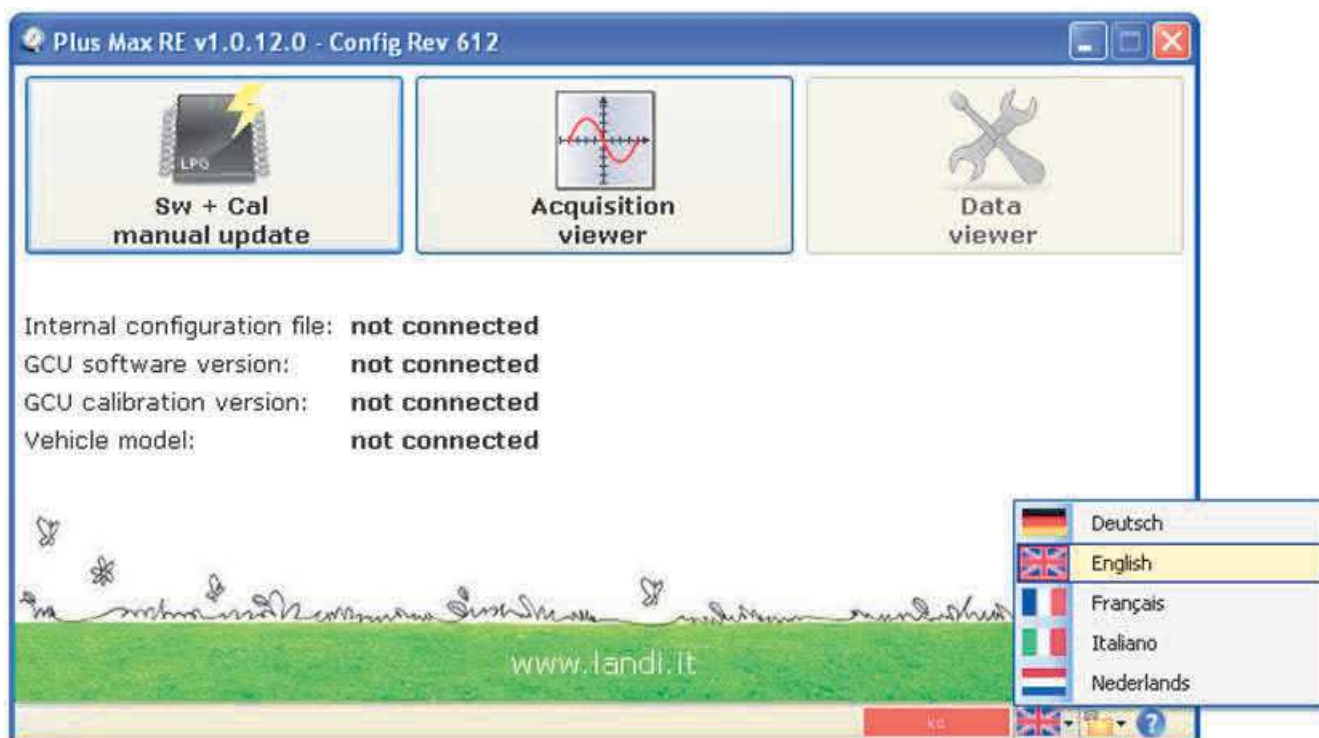 Plus Max RE v1.0.12.0 - Config Rev 612
LPG
Sw + Cal
manual update
Acquisition
viewer
Data
viewer
Internal configuration file: not connected
GCU software version: not connected
GCU calibration version: not connected
Vehicle model: not connected
www.landi.it
Deutsch
English
Français
Italiano
Nederlands
ko
?